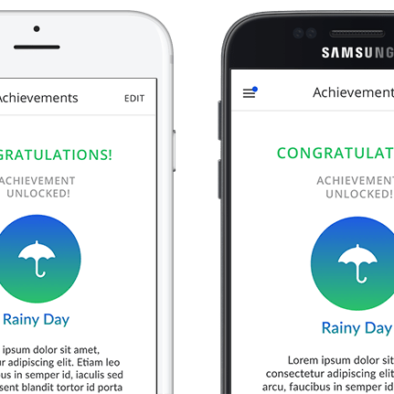 Achievements EDIT
GRATULATIONS!
ACHIEVEMENT
UNLOCKED!
Rainy Day
ipsum dolor sit amet,
r adipiscing elit. Etiam leo
us in semper id, iaculis sed
sent blandit tortor id porta
SAMSUNG
Achievement
CONGRATULAT
ACHIEVEMENT
UNLOCKED!
Rainy Day
Lorem ipsum dolor sit
consectetur adipiscing elit
arcu, faucibus in semper id